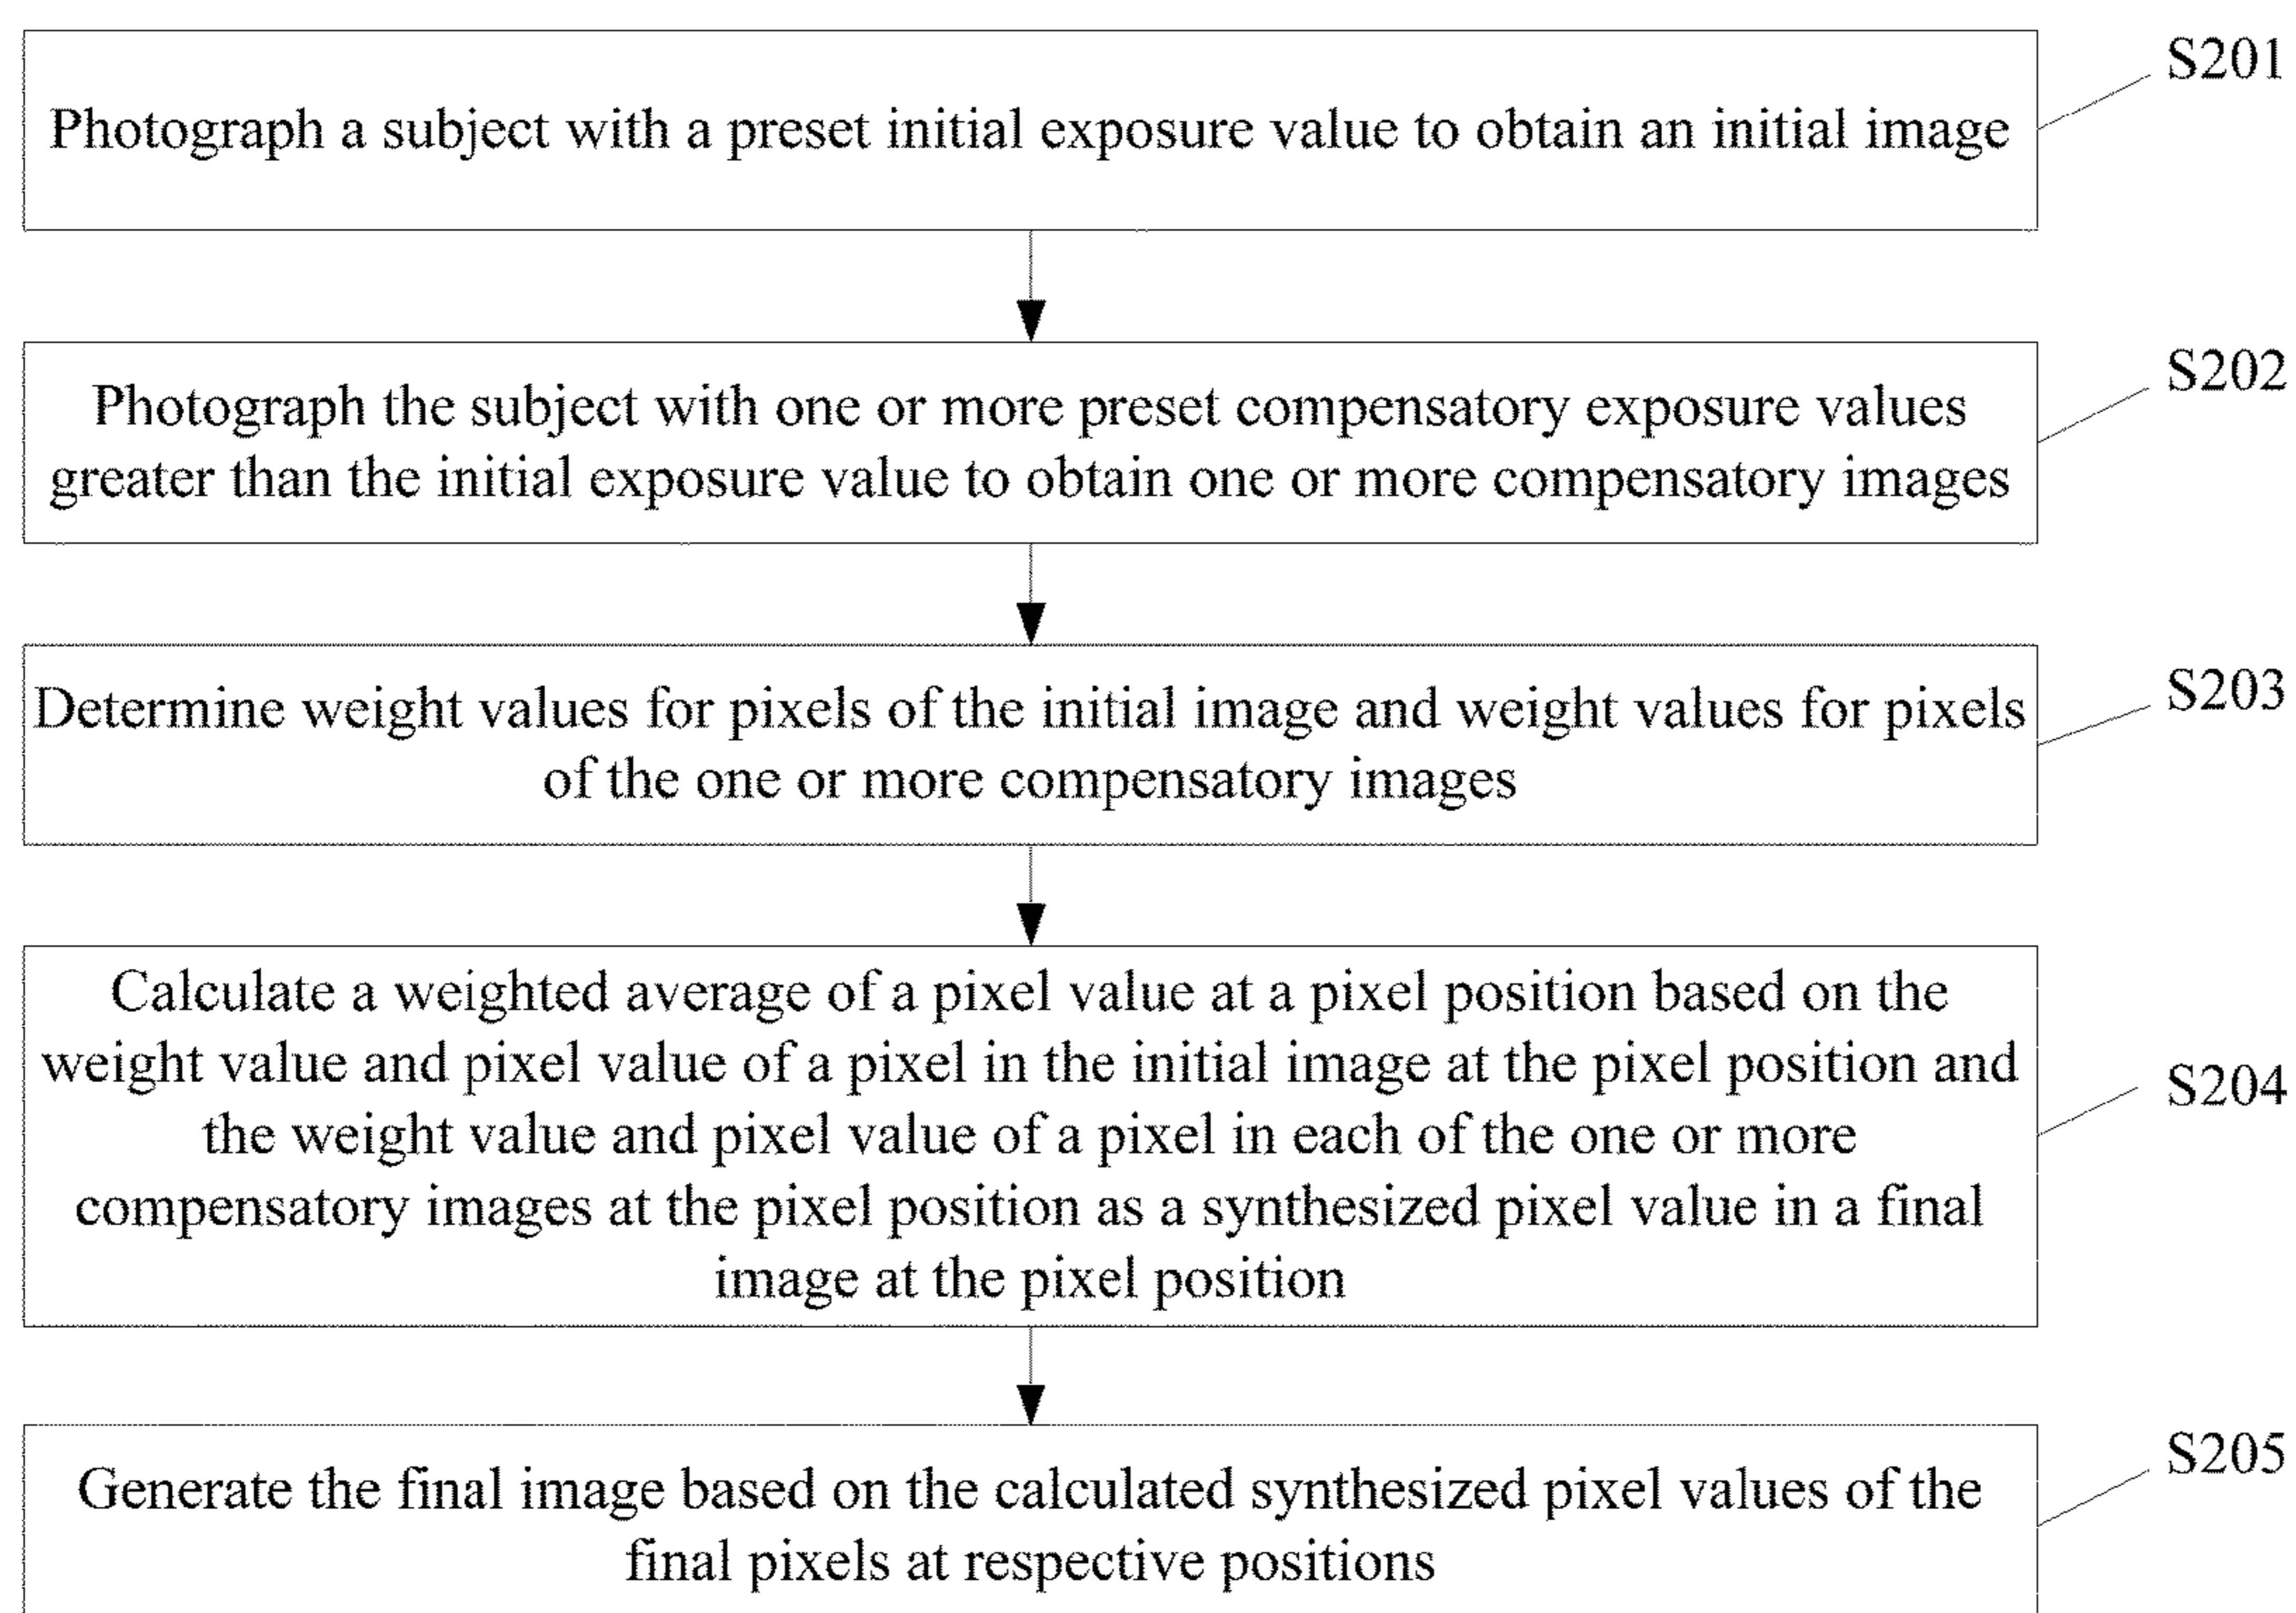 S201
Photograph a subject with a preset initial exposure value to obtain an initial image
S202
Photograph the subject with one or more preset compensatory exposure values
greater than the initial exposure value to obtain one or more compensatory images
S203
Determine weight values for pixels of the initial image and weight values for pixels
of the one or more compensatory images
Calculate a weighted average of a pixel value at a pixel position based on the
weight value and pixel value of a pixel in the initial image at the pixel position and
S204
the weight value and pixel value of a pixel in each of the one or more
compensatory images at the pixel position as a synthesized pixel value in a final
image at the pixel position
S205
Generate the final image based on the calculated synthesized pixel values of the
final pixels at respective positions